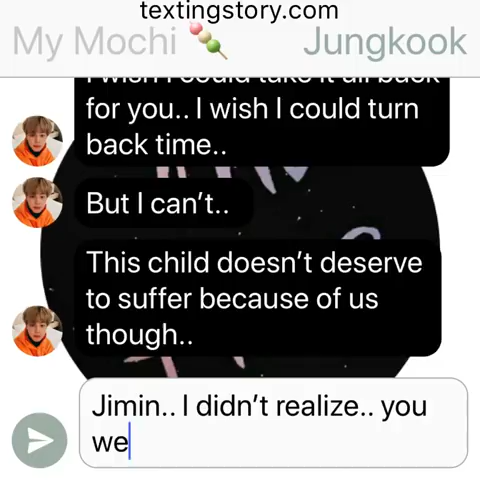 textingstory.com
My Mochi 🍡 Jungkook
I wish I could take it all back
for you.. I wish I could turn
back time..
But I can't..
This child doesn't deserve
to suffer because of us
though..
Jimin.. I didn't realize.. you
we